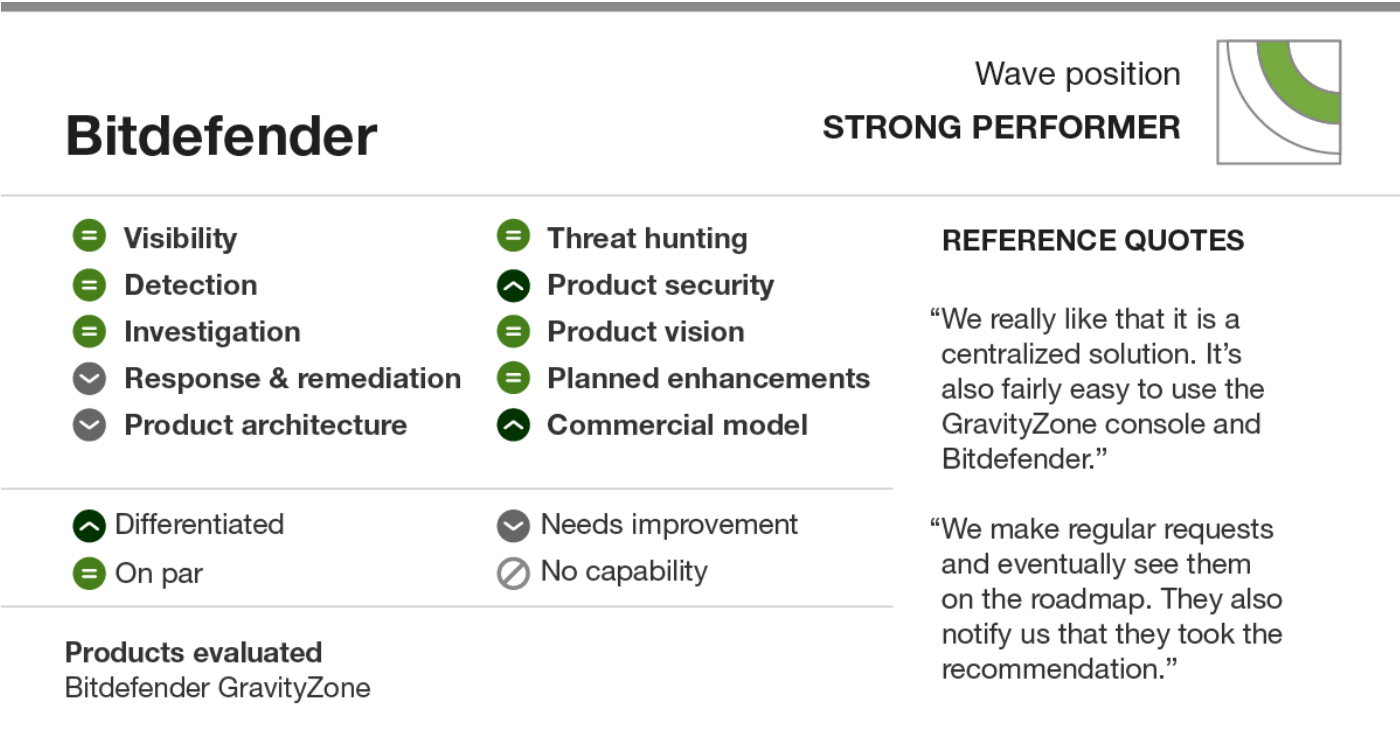 Bitdefender
Wave position
STRONG PERFORMER
Visibility
Detection
Investigation
Response & remediation
Product architecture
Threat hunting
Product security
Product vision
Planned enhancements
Commercial model
Differentiated
On par
Needs improvement
No capability
Products evaluated
Bitdefender GravityZone
REFERENCE QUOTES
“We really like that it is a
centralized solution. It’s
also fairly easy to use the
GravityZone console and
Bitdefender.”
“We make regular requests
and eventually see them
on the roadmap. They also
notify us that they took the
recommendation.”